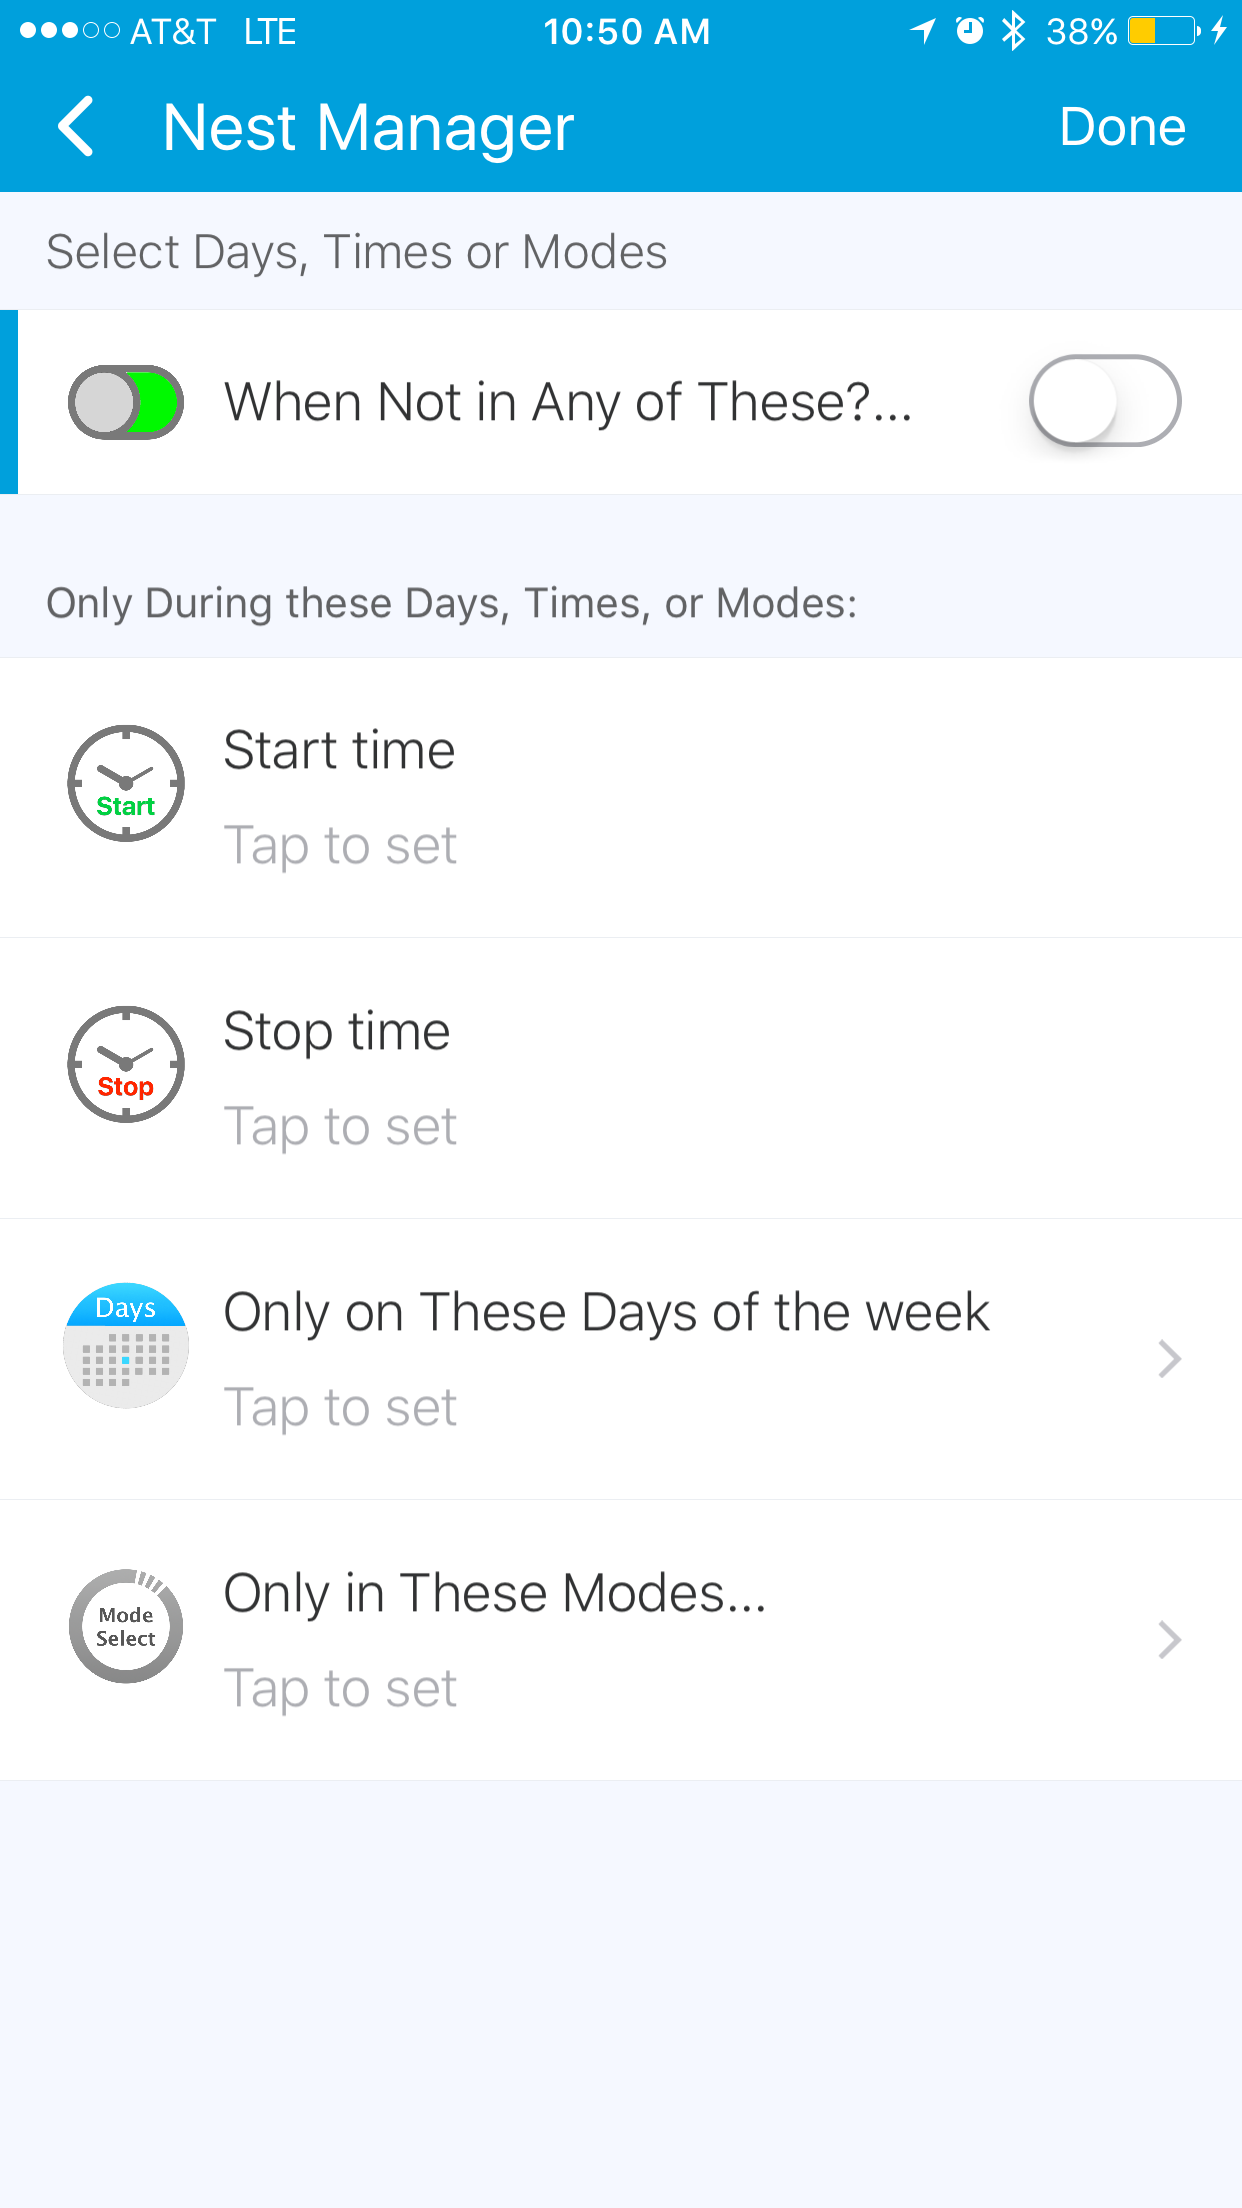 AT&T LTE 10:50 AM 38%
Nest Manager Done
Select Days, Times or Modes
When Not in Any of These?...
Only During these Days, Times, or Modes:
Start time
Start
Tap to set
Stop time
Stop
Tap to set
Days
Only on These Days of the week
Tap to set
Only in These Modes...
Mode
Select
Tap to set